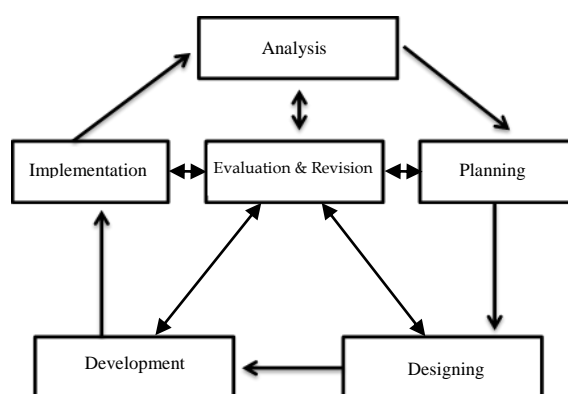 Analysis
Implementation
Evaluation & Revision
Planning
Development
Designing